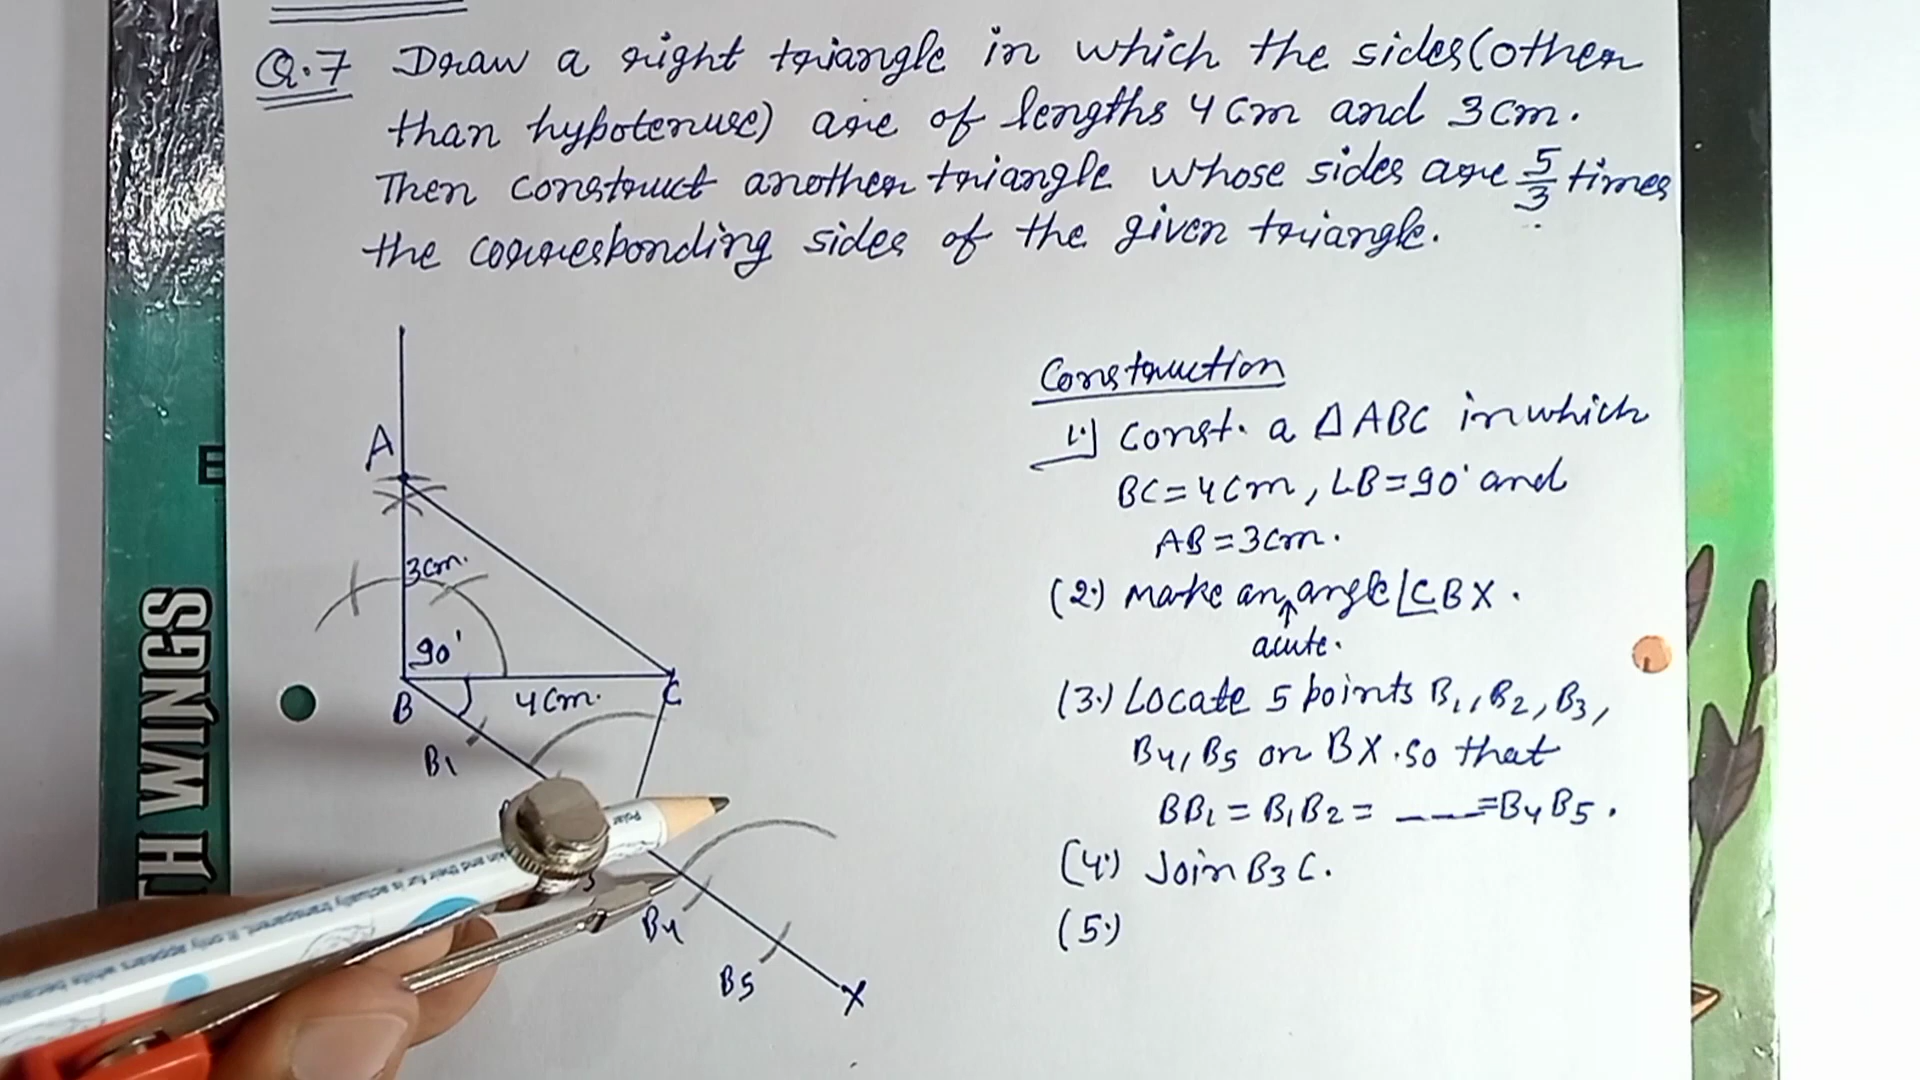 Q.7 Draw a right triangle in which the sides (other
than hypotenuse) are of lengths 4 cm and 3 cm.
Then construct another triangle whose sides are 5/3 times
the corresponding sides of the given triangle.
Construction
1.) Const. a △ABC in which
BC = 4cm, ∠B = 90° and
AB = 3cm.
(2.) Make an angle ∠CBX.
acute.
(3.) Locate 5 points B1, B2, B3,
B4, B5 on BX. so that
BB1 = B1B2 = ---- = B4B5.
(4.) Join B3C.
(5.)
A
3cm.
90°
B
4cm.
C
B1
B4
B5
X
TH WINGS
Polar